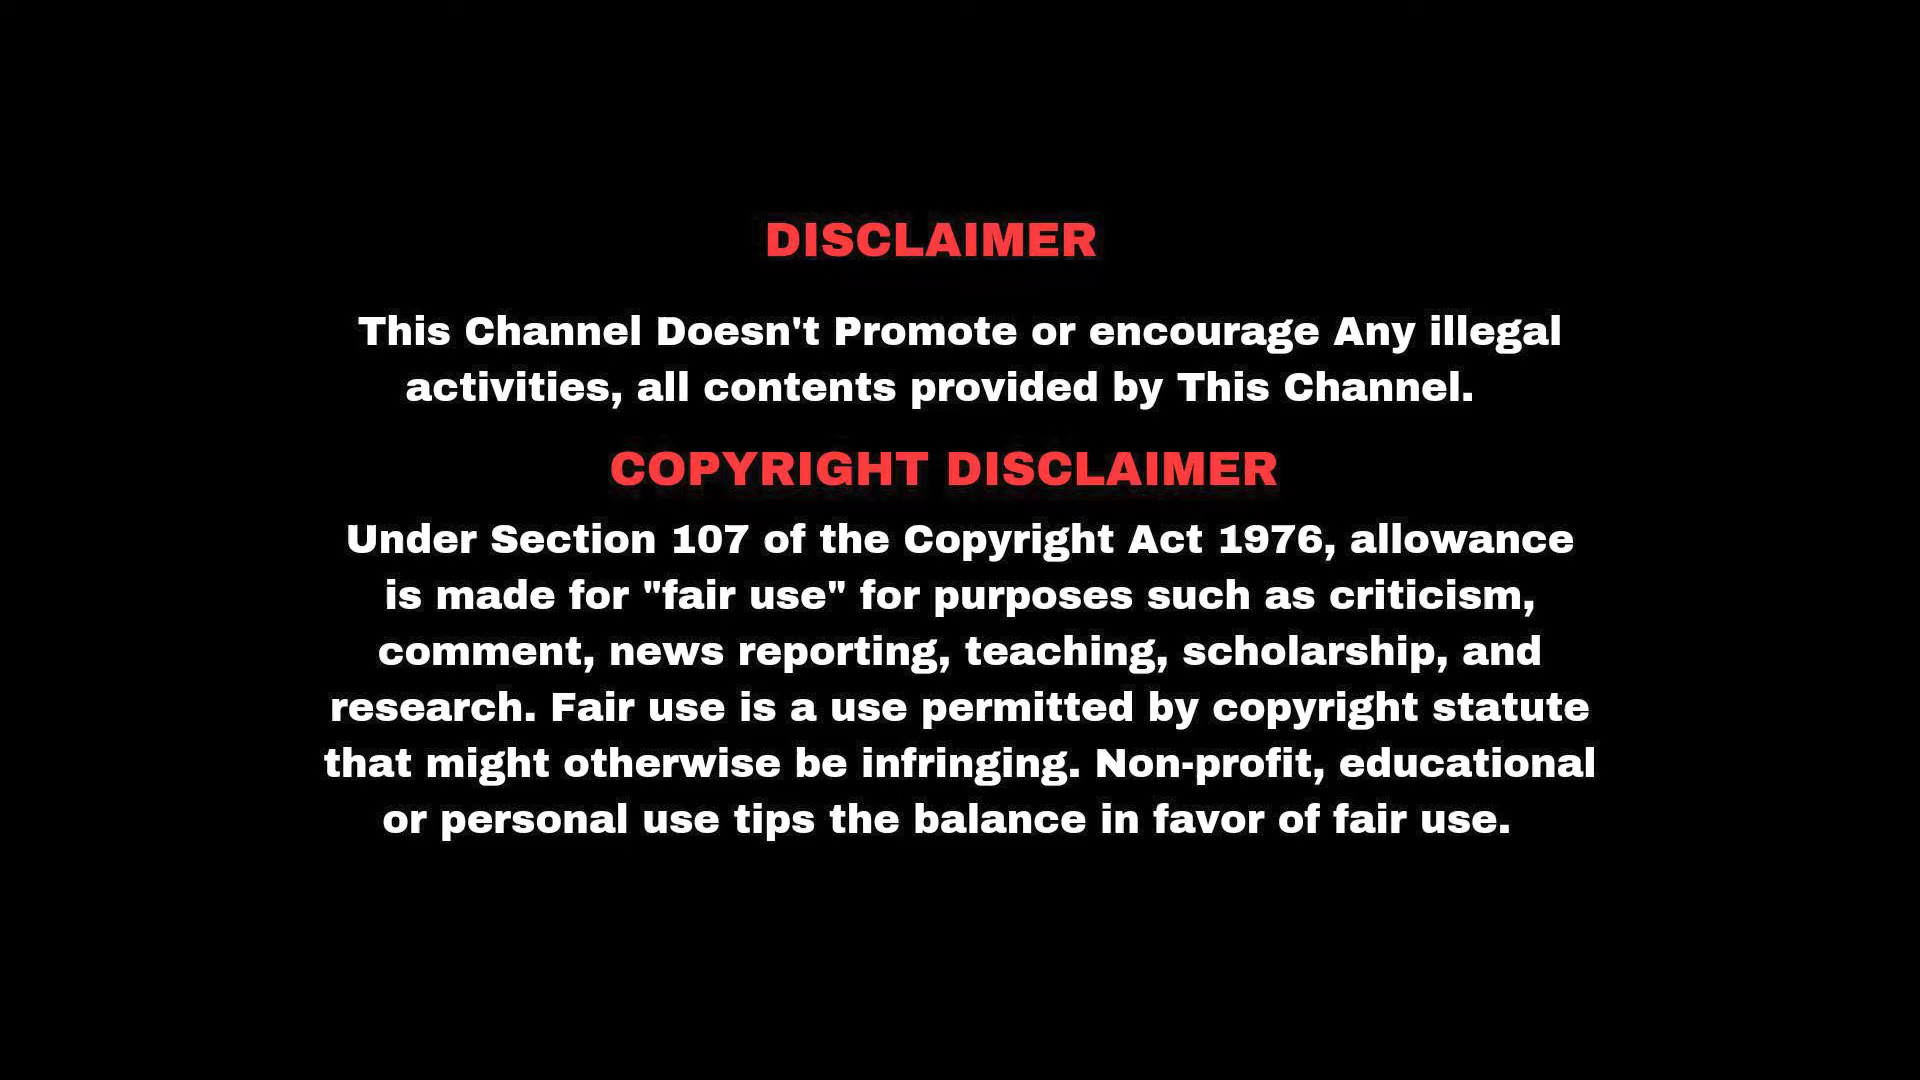 DISCLAIMER
This Channel Doesn't Promote or encourage Any illegal
activities, all contents provided by This Channel.
COPYRIGHT DISCLAIMER
Under Section 107 of the Copyright Act 1976, allowance
is made for "fair use" for purposes such as criticism,
comment, news reporting, teaching, scholarship, and
research. Fair use is a use permitted by copyright statute
that might otherwise be infringing. Non-profit, educational
or personal use tips the balance in favor of fair use.